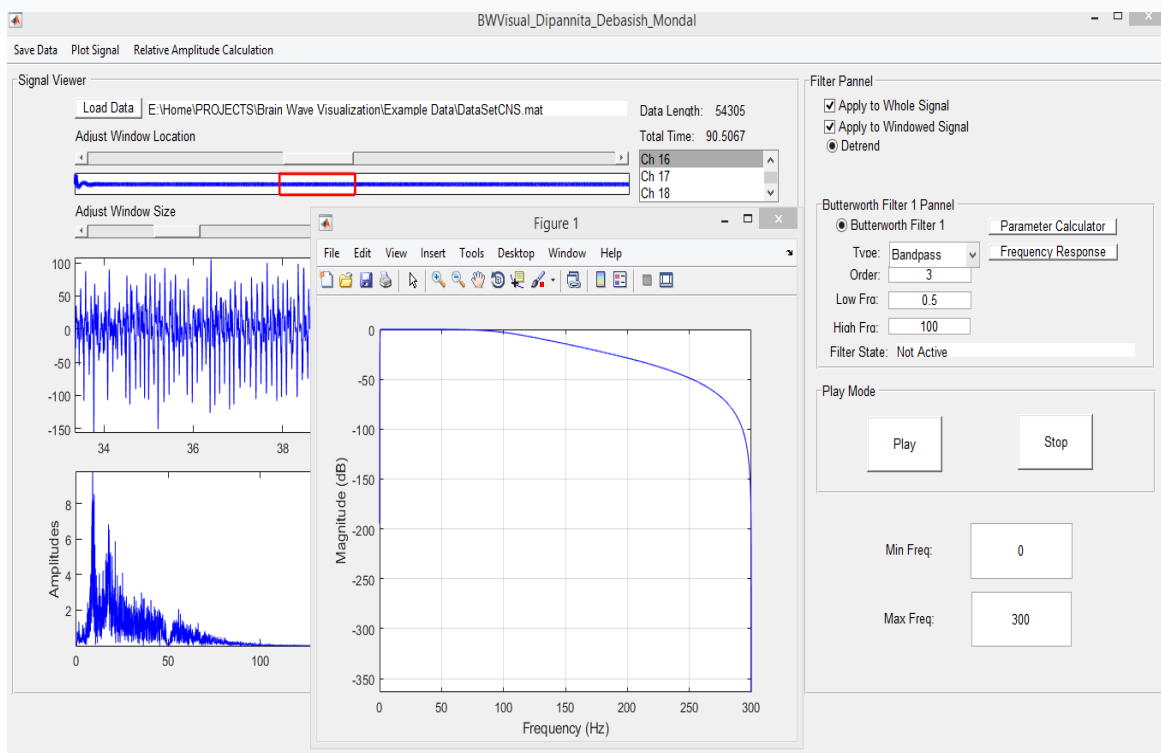 BWVisual_Dipannita_Debasish_Mondal
Save Data Plot Signal Relative Amplitude Calculation
Signal Viewer
Load Data E:\Home\PROJECTS\Brain Wave Visualization\Example Data\DataSetCNS.mat
Data Length: 54305
Adjust Window Location
Total Time: 90.5067
Ch 16
Ch 17
Ch 18
Adjust Window Size
100
50
0
-50
-100
-150
34 36 38
Amplitudes
8
6
4
2
0 50 100
Figure 1
File Edit View Insert Tools Desktop Window Help
Magnitude (dB)
0
-50
-100
-150
-200
-250
-300
-350
0 50 100 150 200 250 300
Frequency (Hz)
Filter Pannel
Apply to Whole Signal
Apply to Windowed Signal
Detrend
Butterworth Filter 1 Pannel
Butterworth Filter 1 Parameter Calculator
Type: Bandpass Frequency Response
Order: 3
Low Frq: 0.5
High Frq: 100
Filter State: Not Active
Play Mode
Play Stop
Min Freq: 0
Max Freq: 300